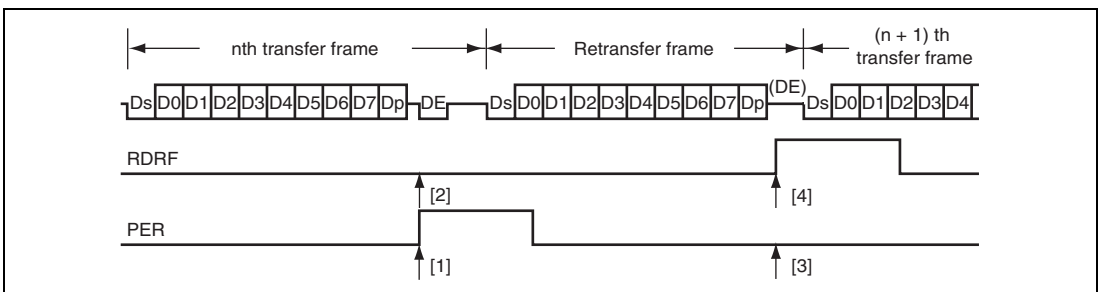 nth transfer frame Retransfer frame (n + 1) th
transfer frame
Ds D0 D1 D2 D3 D4 D5 D6 D7 Dp DE Ds D0 D1 D2 D3 D4 D5 D6 D7 Dp (DE) Ds D0 D1 D2 D3 D4
RDRF
[2] [4]
PER
[1] [3]